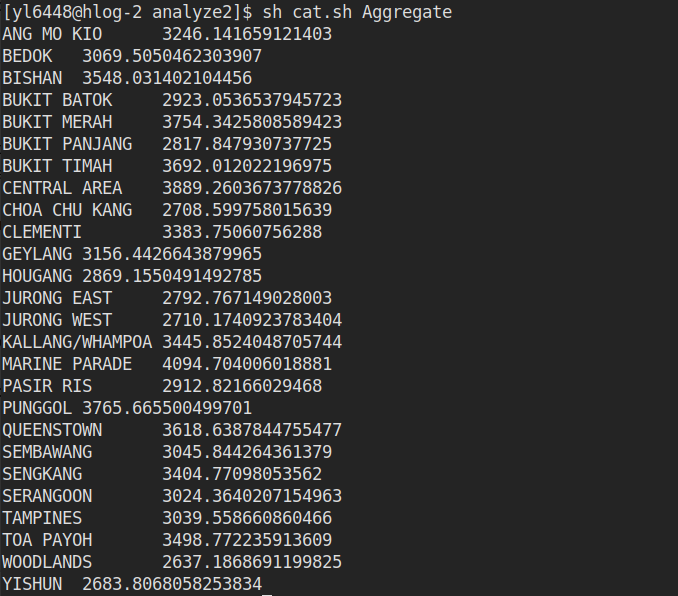 [yl6448@hlog-2 analyze2]$ sh cat.sh Aggregate
ANG MO KIO      3246.141659121403
BEDOK   3069.5050462303907
BISHAN  3548.031402104456
BUKIT BATOK     2923.0536537945723
BUKIT MERAH     3754.3425808589423
BUKIT PANJANG   2817.847930737725
BUKIT TIMAH     3692.012022196975
CENTRAL AREA    3889.2603673778826
CHOA CHU KANG   2708.599758015639
CLEMENTI        3383.75060756288
GEYLANG 3156.4426643879965
HOUGANG 2869.1550491492785
JURONG EAST     2792.767149028003
JURONG WEST     2710.1740923783404
KALLANG/WHAMPOA 3445.8524048705744
MARINE PARADE   4094.704006018881
PASIR RIS       2912.82166029468
PUNGGOL 3765.665500499701
QUEENSTOWN      3618.6387844755477
SEMBAWANG       3045.844264361379
SENGKANG        3404.77098053562
SERANGOON       3024.3640207154963
TAMPINES        3039.558660860466
TOA PAYOH       3498.772235913609
WOODLANDS       2637.1868691199825
YISHUN  2683.8068058253834